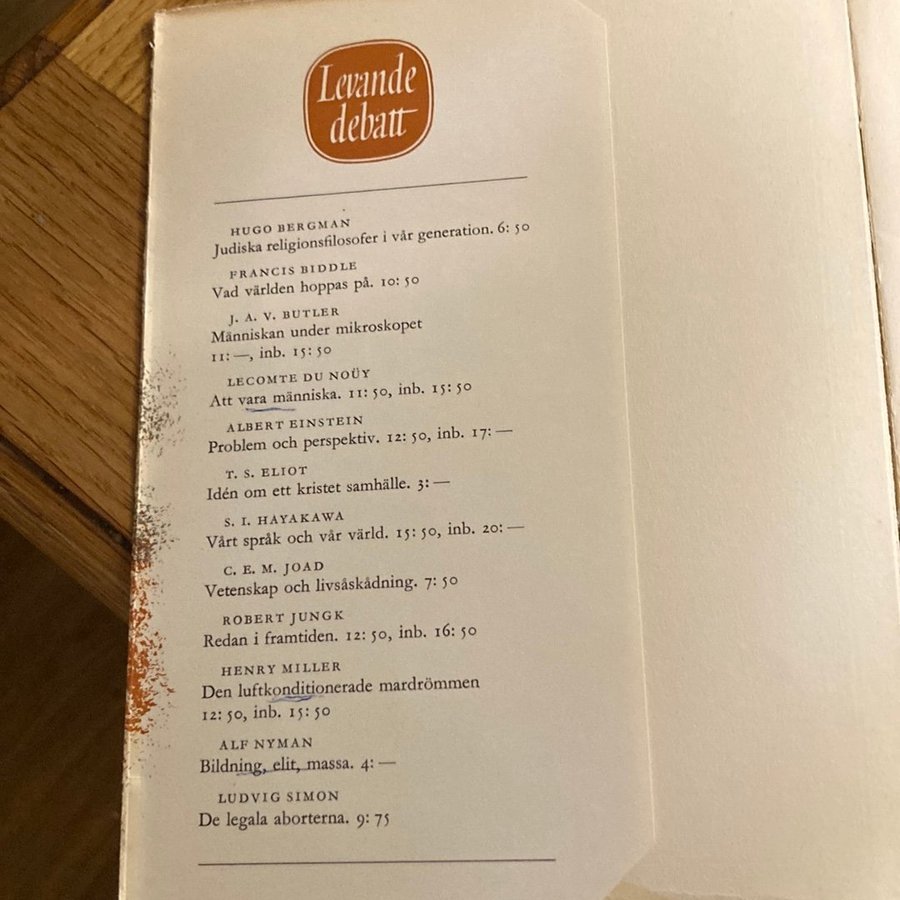 Levande
debatt
HUGO BERGMAN
Judiska religionsfilosofer i vår generation. 6: 50
FRANCIS BIDDLE
Vad världen hoppas på. 10: 50
J. A. V. BUTLER
Människan under mikroskopet
11: —, inb. 15: 50
LECOMTE DU NOÜY
Att vara människa. 11: 50, inb. 15: 50
ALBERT EINSTEIN
Problem och perspektiv. 12: 50, inb. 17: —
T. S. ELIOT
Idén om ett kristet samhälle. 3: —
S. I. HAYAKAWA
Vårt språk och vår värld. 15: 50, inb. 20: —
C. E. M. JOAD
Vetenskap och livsåskådning. 7: 50
ROBERT JUNGK
Redan i framtiden. 12: 50, inb. 16: 50
HENRY MILLER
Den luftkonditionerade mardrömmen
12: 50, inb. 15: 50
ALF NYMAN
Bildning, elit, massa. 4: —
LUDVIG SIMON
De legala aborterna. 9: 75